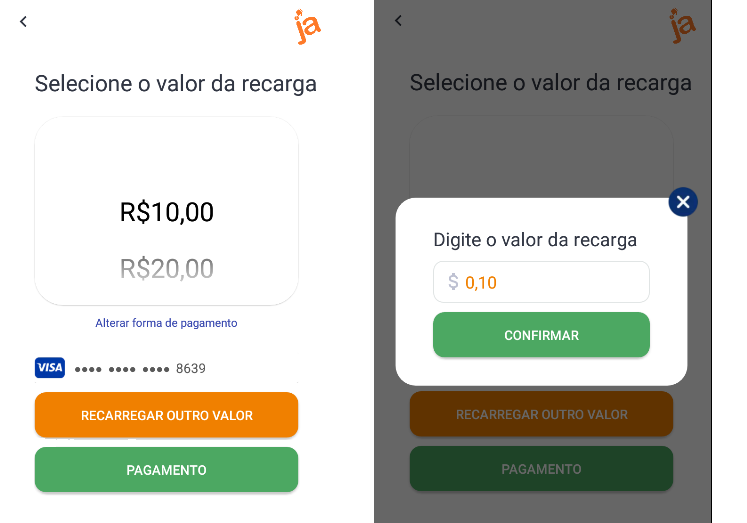 ja
Selecione o valor da recarga
R$10,00
R$20,00
Alterar forma de pagamento
VISA •••• •••• •••• 8639
RECARREGAR OUTRO VALOR
PAGAMENTO
ja
Selecione o valor da recarga
Digite o valor da recarga
$ 0,10
CONFIRMAR
RECARREGAR OUTRO VALOR
PAGAMENTO